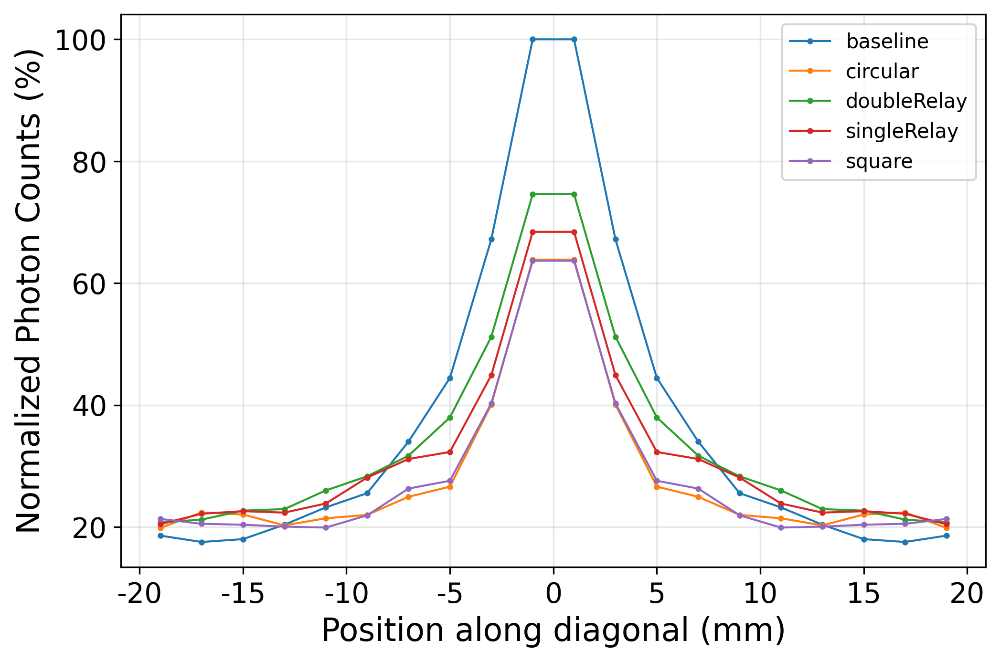 Normalized Photon Counts (%)
100
80
60
40
20
baseline
circular
doubleRelay
singleRelay
square
-20 -15 -10 -5 0 5 10 15 20
Position along diagonal (mm)